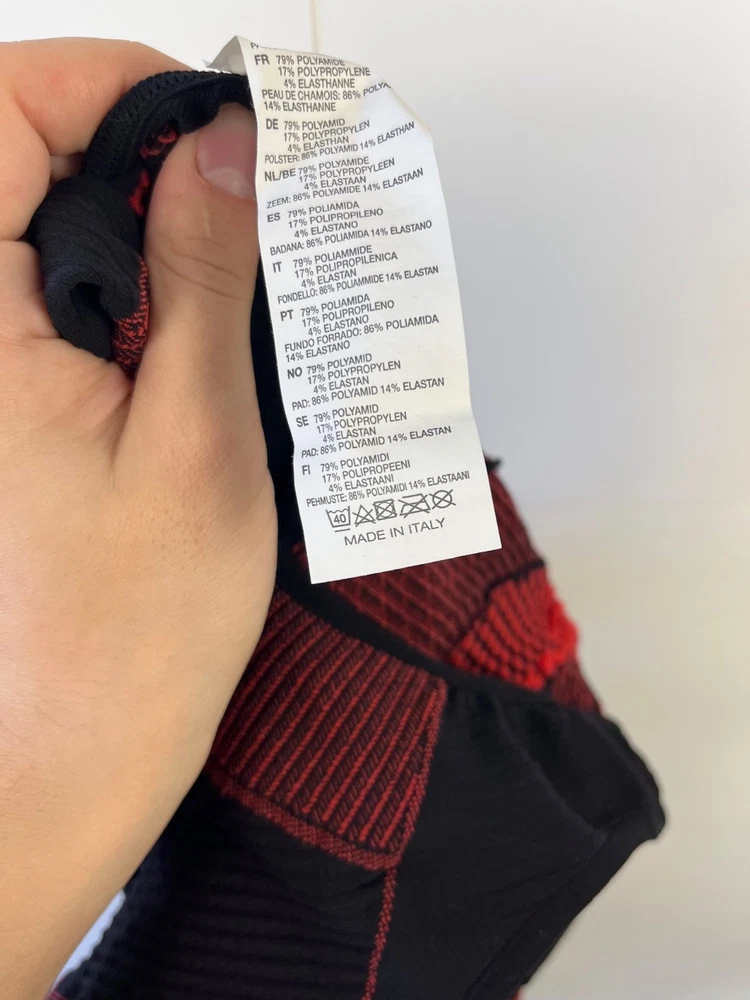 FR 79% POLYAMIDE
17% POLYPROPYLENE
4% ELASTHANNE
PEAU DE CHAMOIS: 86%
14% ELASTHANNE
DE 79% POLYAMID
17% POLYPROPYLEN
4% ELASTHAN
POLSTER: 86% POLYAMID 14% ELASTHAN
NL/BE 79% POLYAMIDE
17% POLYPROPYLEEN
4% ELASTAAN
ZEEM: 86% POLYAMIDE 14% ELASTAAN
ES 79% POLIAMIDA
17% POLIPROPILENO
4% ELASTANO
BADANA: 86% POLIAMIDA 14% ELASTANO
IT 79% POLIAMMIDE
17% POLIPROPILENICA
4% ELASTAN
FONDELLO: 86% POLIAMMIDE 14% ELASTAN
PT 79% POLIAMIDA
17% POLIPROPILENO
4% ELASTANO
FUNDO FORRADO: 86% POLIAMIDA
14% ELASTANO
NO 79% POLYAMID
17% POLYPROPYLEN
4% ELASTAN
PAD: 86% POLYAMID 14% ELASTAN
SE 79% POLYAMID
17% POLYPROPYLEN
4% ELASTAN
PAD: 86% POLYAMID 14% ELASTAN
FI 79% POLYAMIDI
17% POLIPROPEENI
4% ELASTAANI
PEHMUSTE: 86% POLYAMIDI 14% ELASTAANI
40
MADE IN ITALY